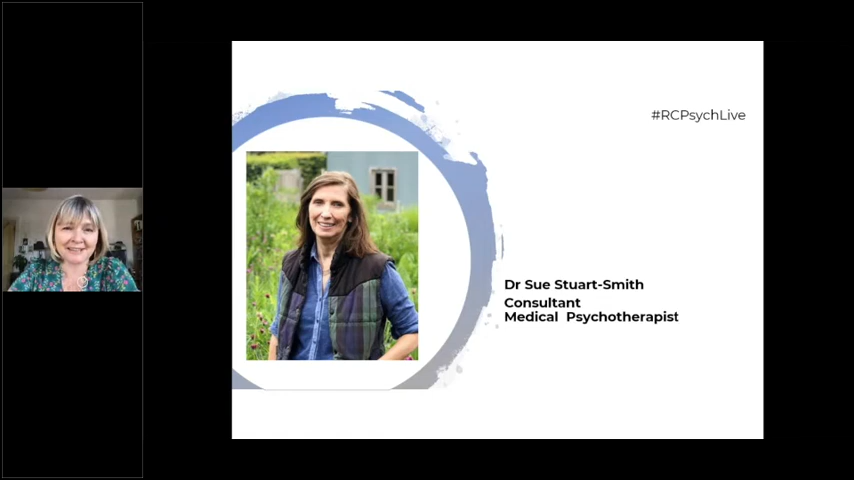 #RCPsychLive
Dr Sue Stuart-Smith
Consultant
Medical Psychotherapist